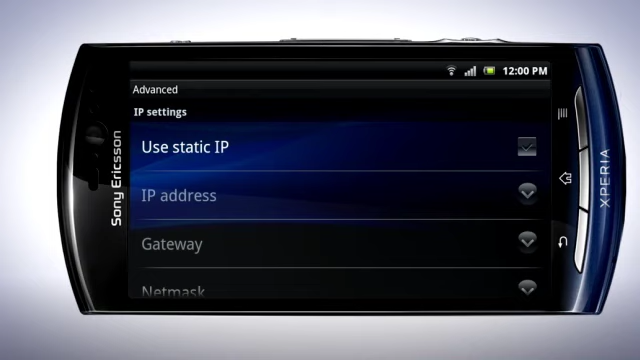 12:00 PM
Advanced
IP settings
Use static IP
IP address
Gateway
Netmask
Sony Ericsson
XPERIA